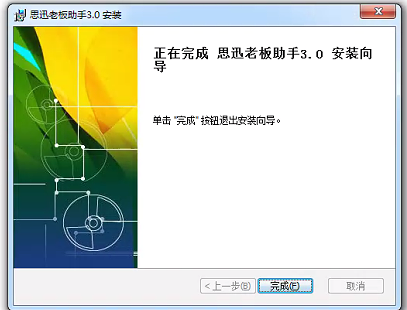 思迅老板助手3.0 安装
正在完成 思迅老板助手3.0 安装向
导
单击 "完成" 按钮退出安装向导。
< 上一步(B)
完成(F)
取消